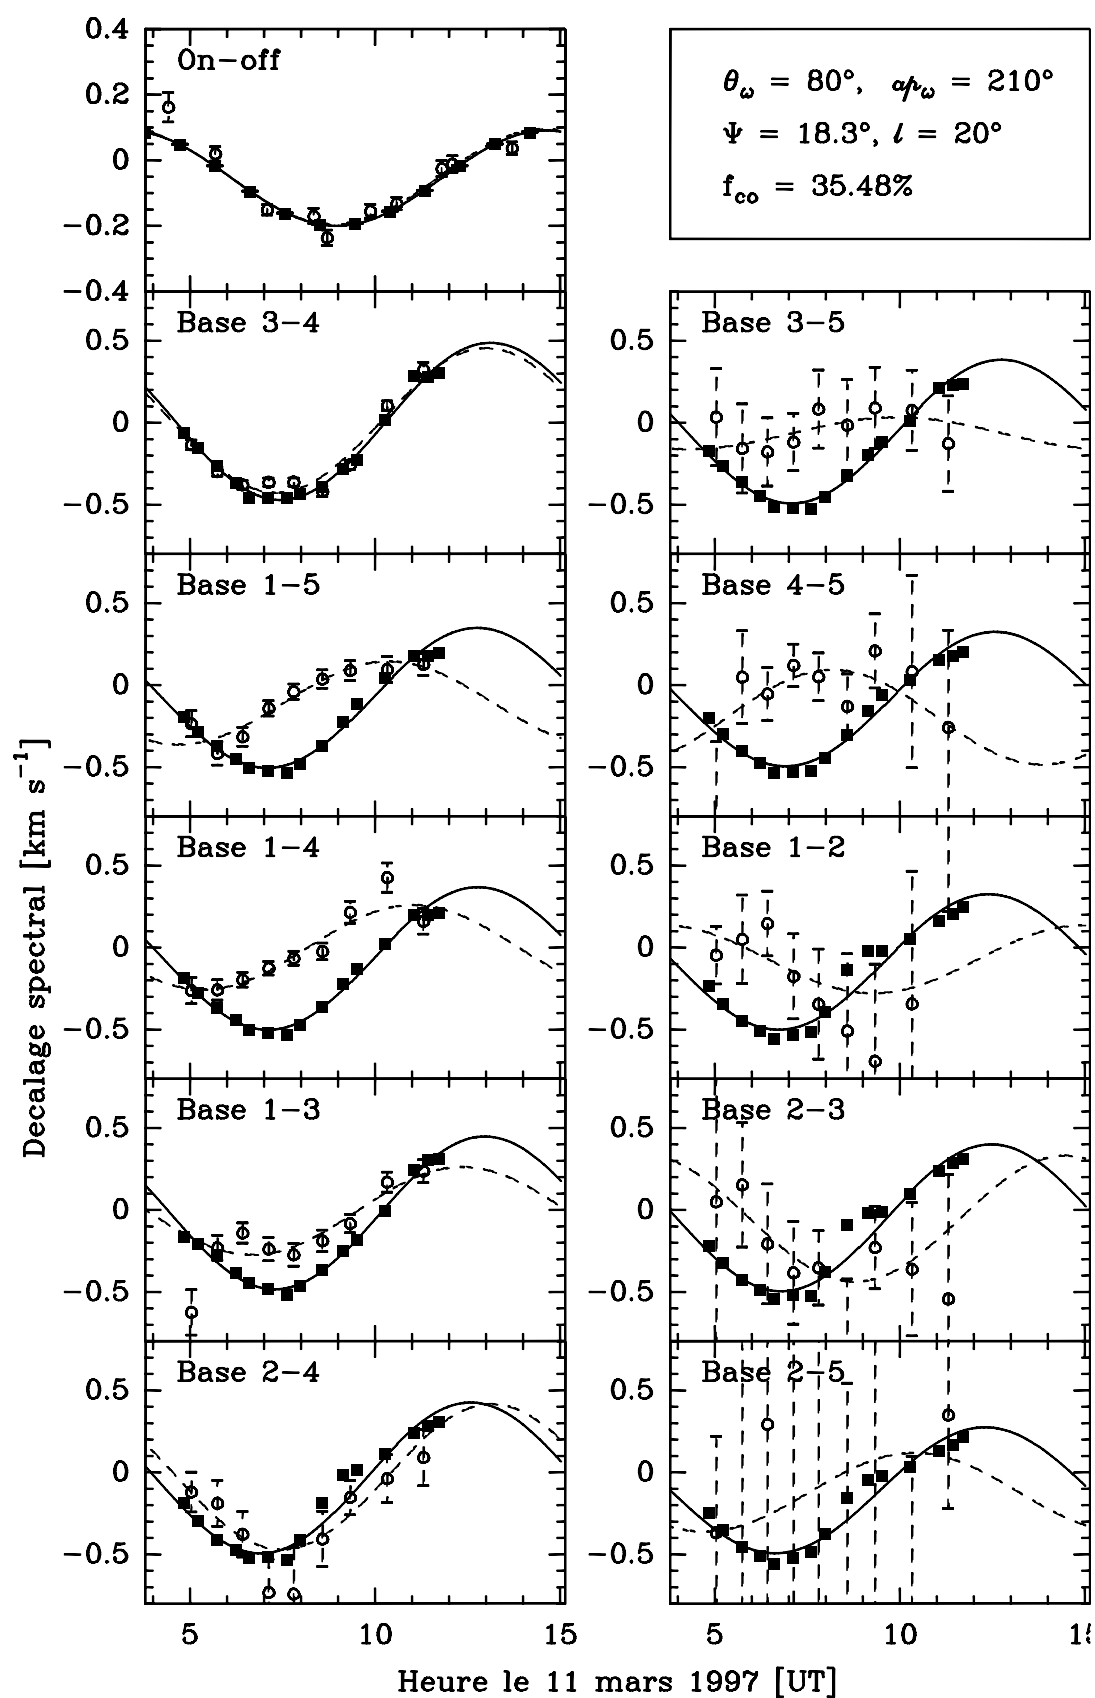 On-off
0.4
0.2
0
-0.2
-0.4
θω = 80°, apω = 210°
Ψ = 18.3°, l = 20°
fco = 35.48%
Base 3-4
0.5
0
-0.5
Base 3-5
0.5
0
-0.5
Base 1-5
0.5
0
-0.5
Base 4-5
0.5
0
-0.5
Base 1-4
0.5
0
-0.5
Base 1-2
0.5
0
-0.5
Base 1-3
0.5
0
-0.5
Base 2-3
0.5
0
-0.5
Base 2-4
0.5
0
-0.5
Base 2-5
0.5
0
-0.5
5 10 15
5 10
Decalage spectral [km s⁻¹]
Heure le 11 mars 1997 [UT]